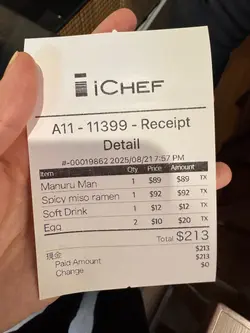 iCHEF
A11 - 11399 - Receipt
Detail
#-00019862 2025/08/21 7:57 PM
Item Qty Price Amount
Manuru Man 1 $89 $89 TX
Spicy miso ramen 1 $92 $92 TX
Soft Drink 1 $12 $12 TX
Egg 2 $10 $20 TX
Total $213
現金 $213
Paid Amount $213
Change $0